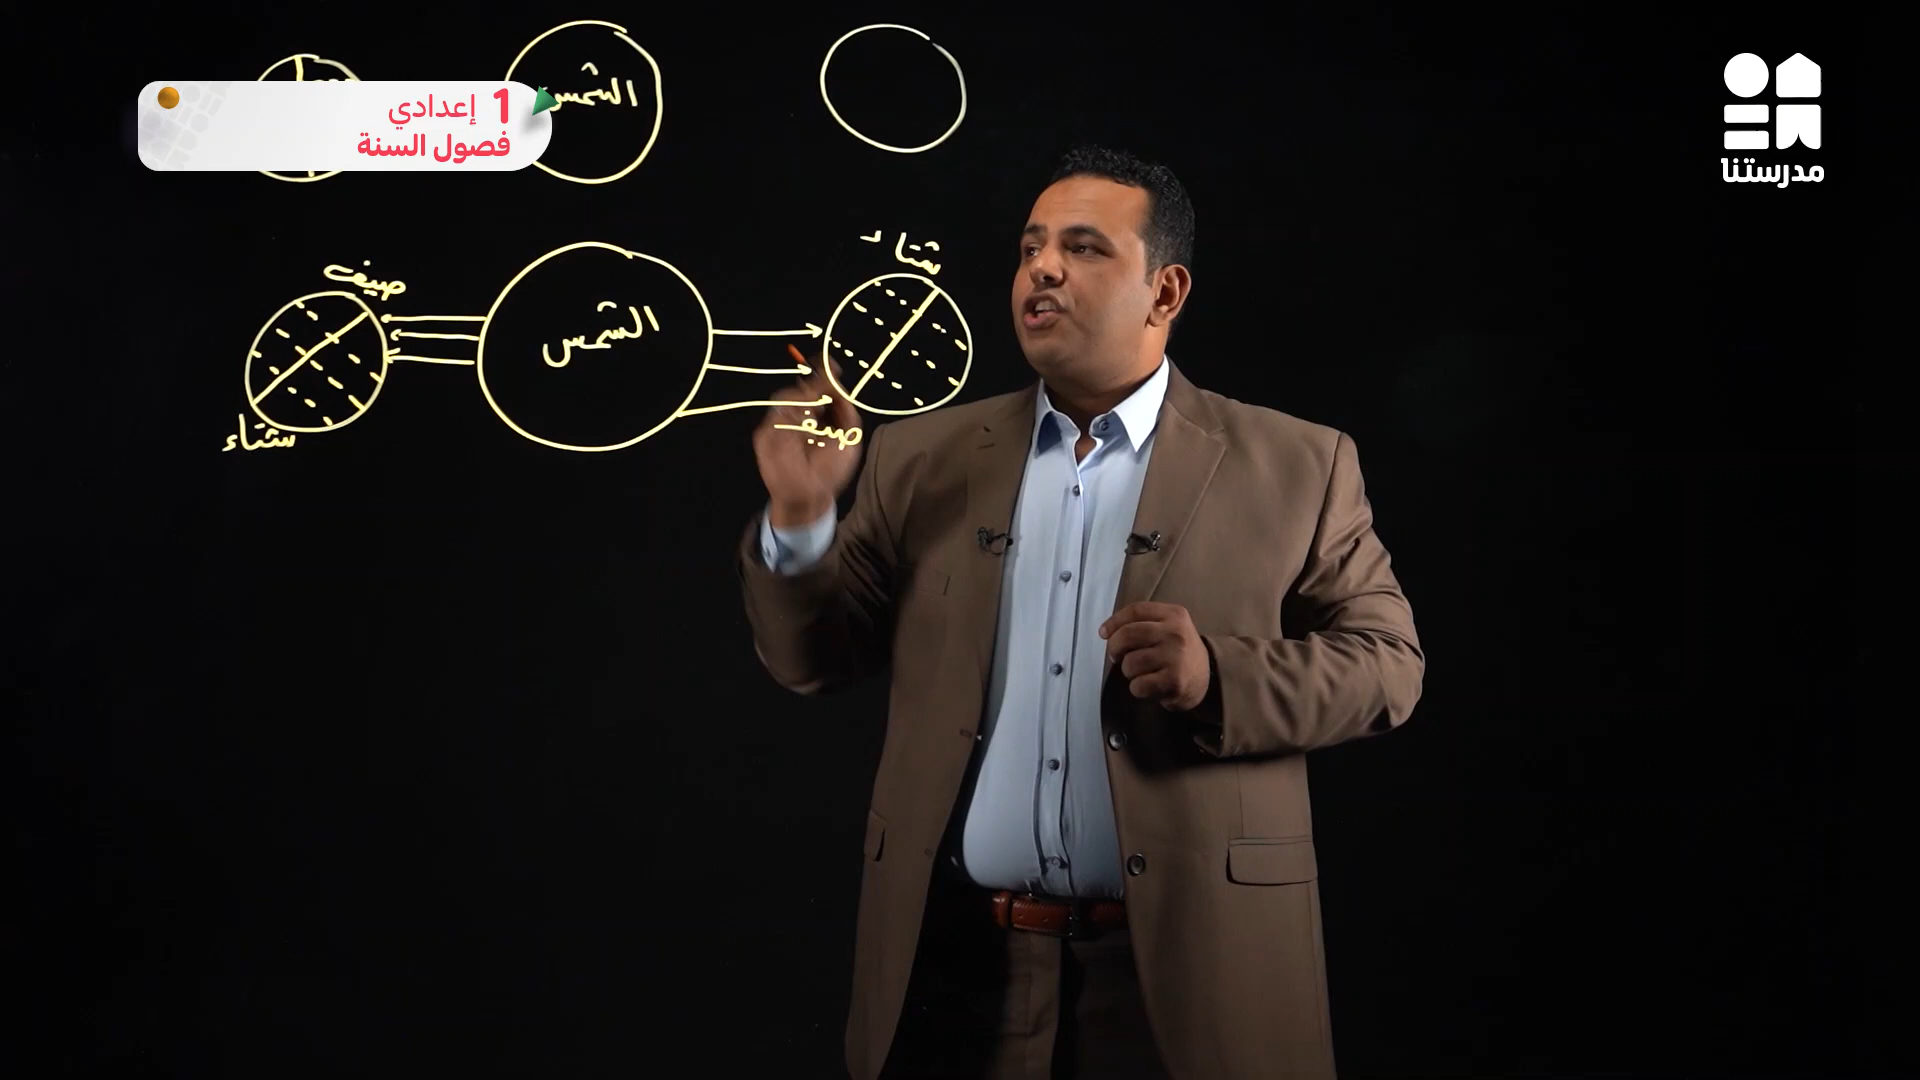 1 إعدادي
فصول السنة
مدرستنا
الشمس
شتاء
صيف
الشمس
صيف
شتاء